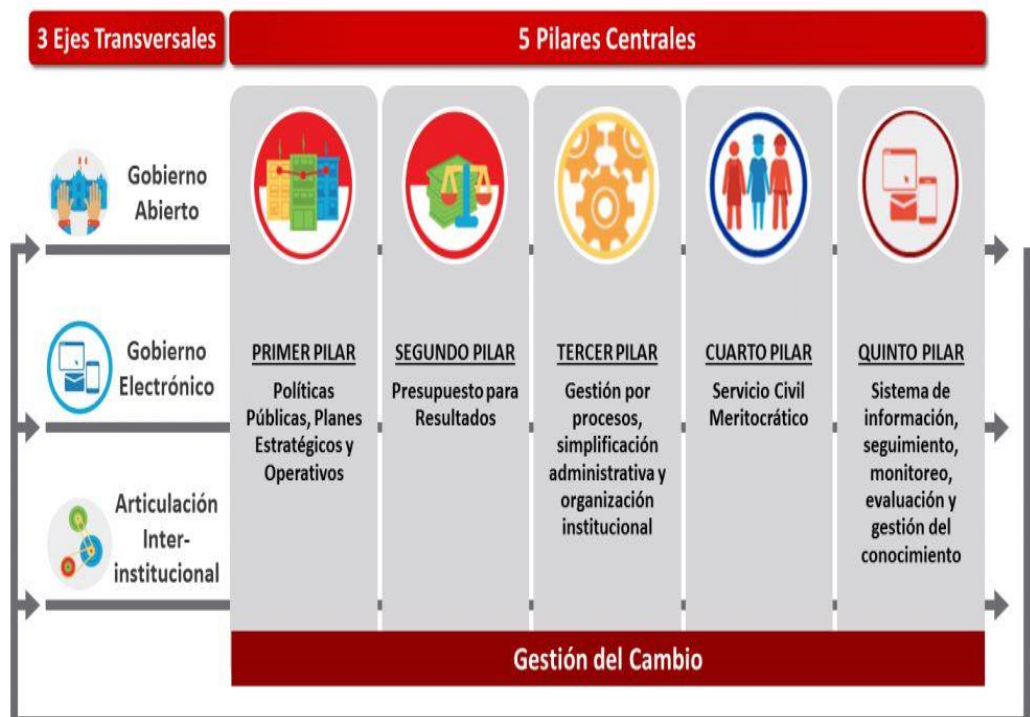 3 Ejes Transversales
5 Pilares Centrales
Gobierno
Abierto
Gobierno
Electrónico
Articulación
Inter-
institucional
PRIMER PILAR
Políticas
Públicas, Planes
Estratégicos y
Operativos
SEGUNDO PILAR
Presupuesto para
Resultados
TERCER PILAR
Gestión por
procesos,
simplificación
administrativa y
organización
institucional
CUARTO PILAR
Servicio Civil
Meritocrático
QUINTO PILAR
Sistema de
información,
seguimiento,
monitoreo,
evaluación y
gestión del
conocimiento
Gestión del Cambio